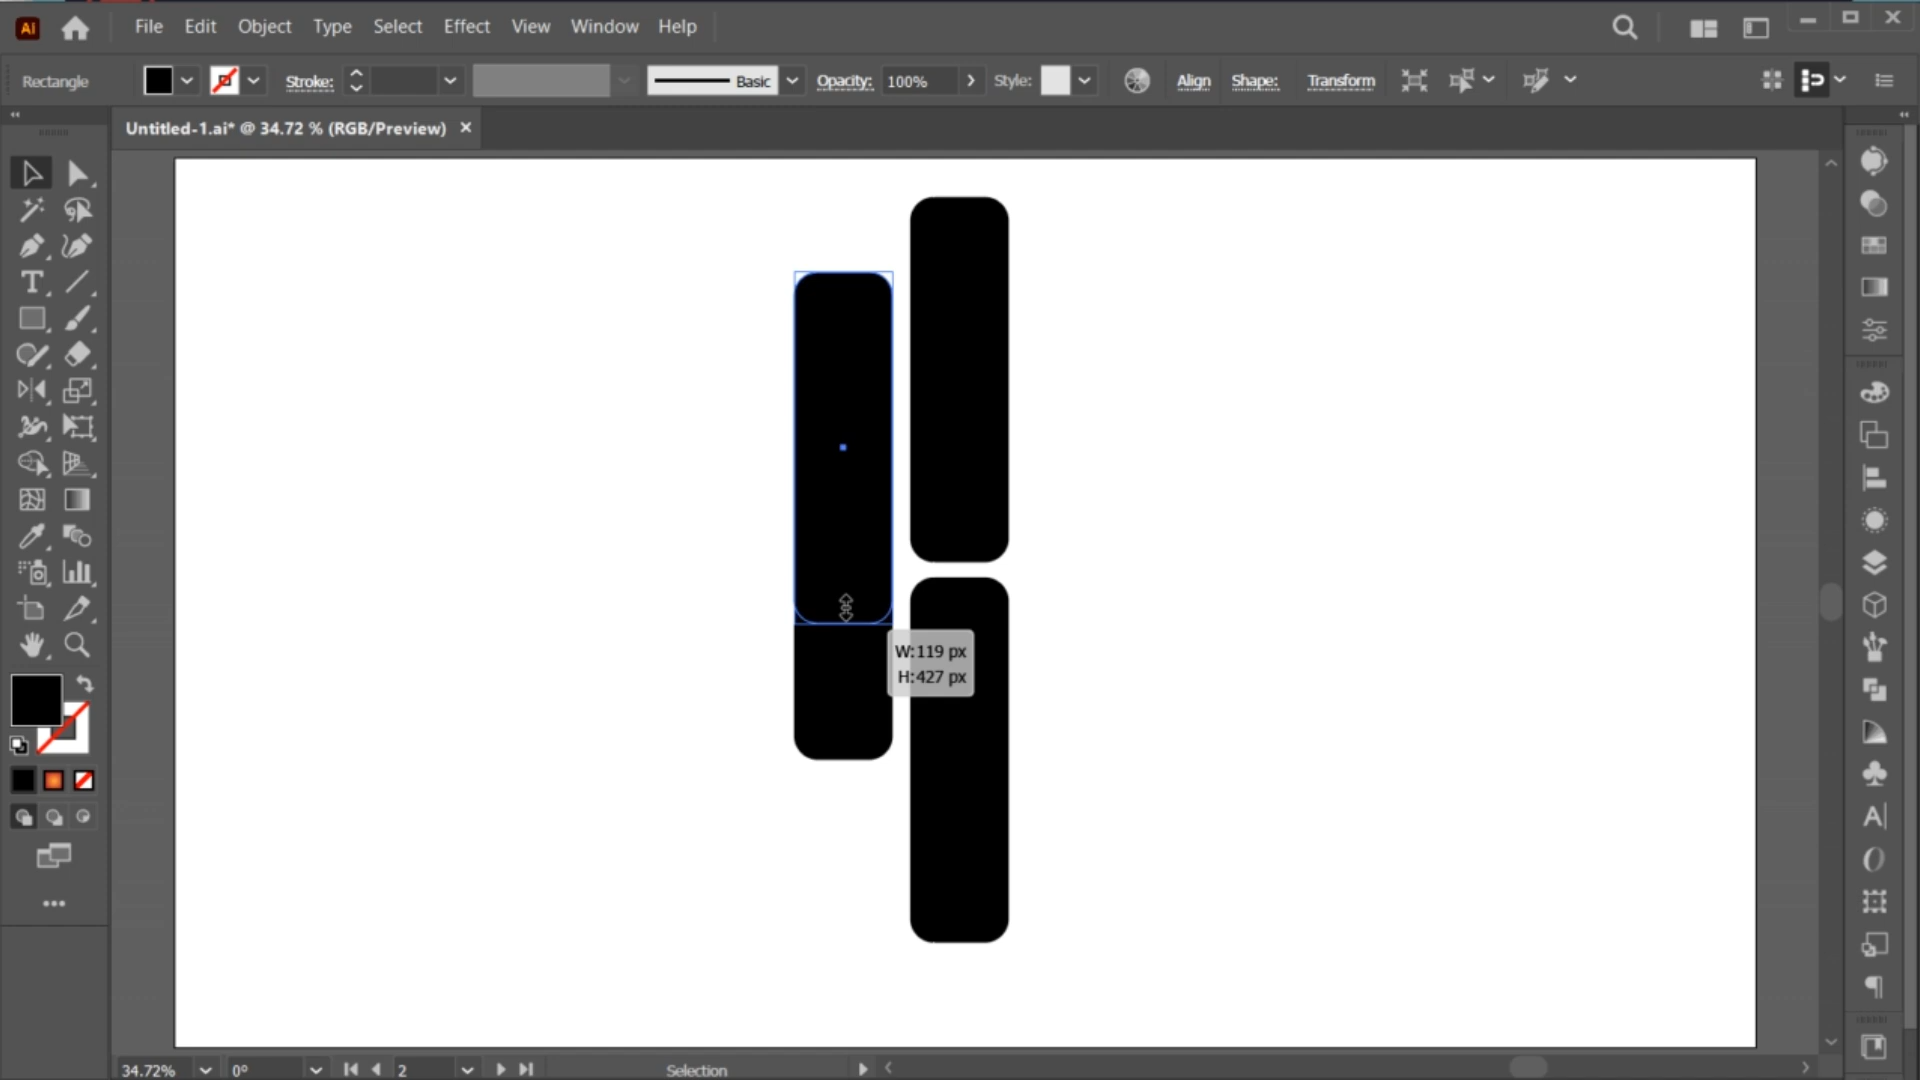 Ai File Edit Object Type Select Effect View Window Help
Rectangle Stroke: Basic Opacity: 100% Style: Align Shape: Transform
Untitled-1.ai* @ 34.72 % (RGB/Preview)
W:119 px
H:427 px
34.72% 0° 2 Selection